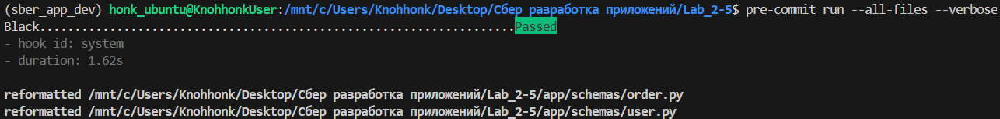 (sber_app_dev) honk_ubuntu@KnohhonkUser:/mnt/c/Users/Knohhonk/Desktop/Сбер разработка приложений/Lab_2-5$ pre-commit run --all-files --verbose
Black....................................................................Passed
- hook id: system
- duration: 1.62s
reformatted /mnt/c/Users/Knohhonk/Desktop/Сбер разработка приложений/Lab_2-5/app/schemas/order.py
reformatted /mnt/c/Users/Knohhonk/Desktop/Сбер разработка приложений/Lab_2-5/app/schemas/user.py